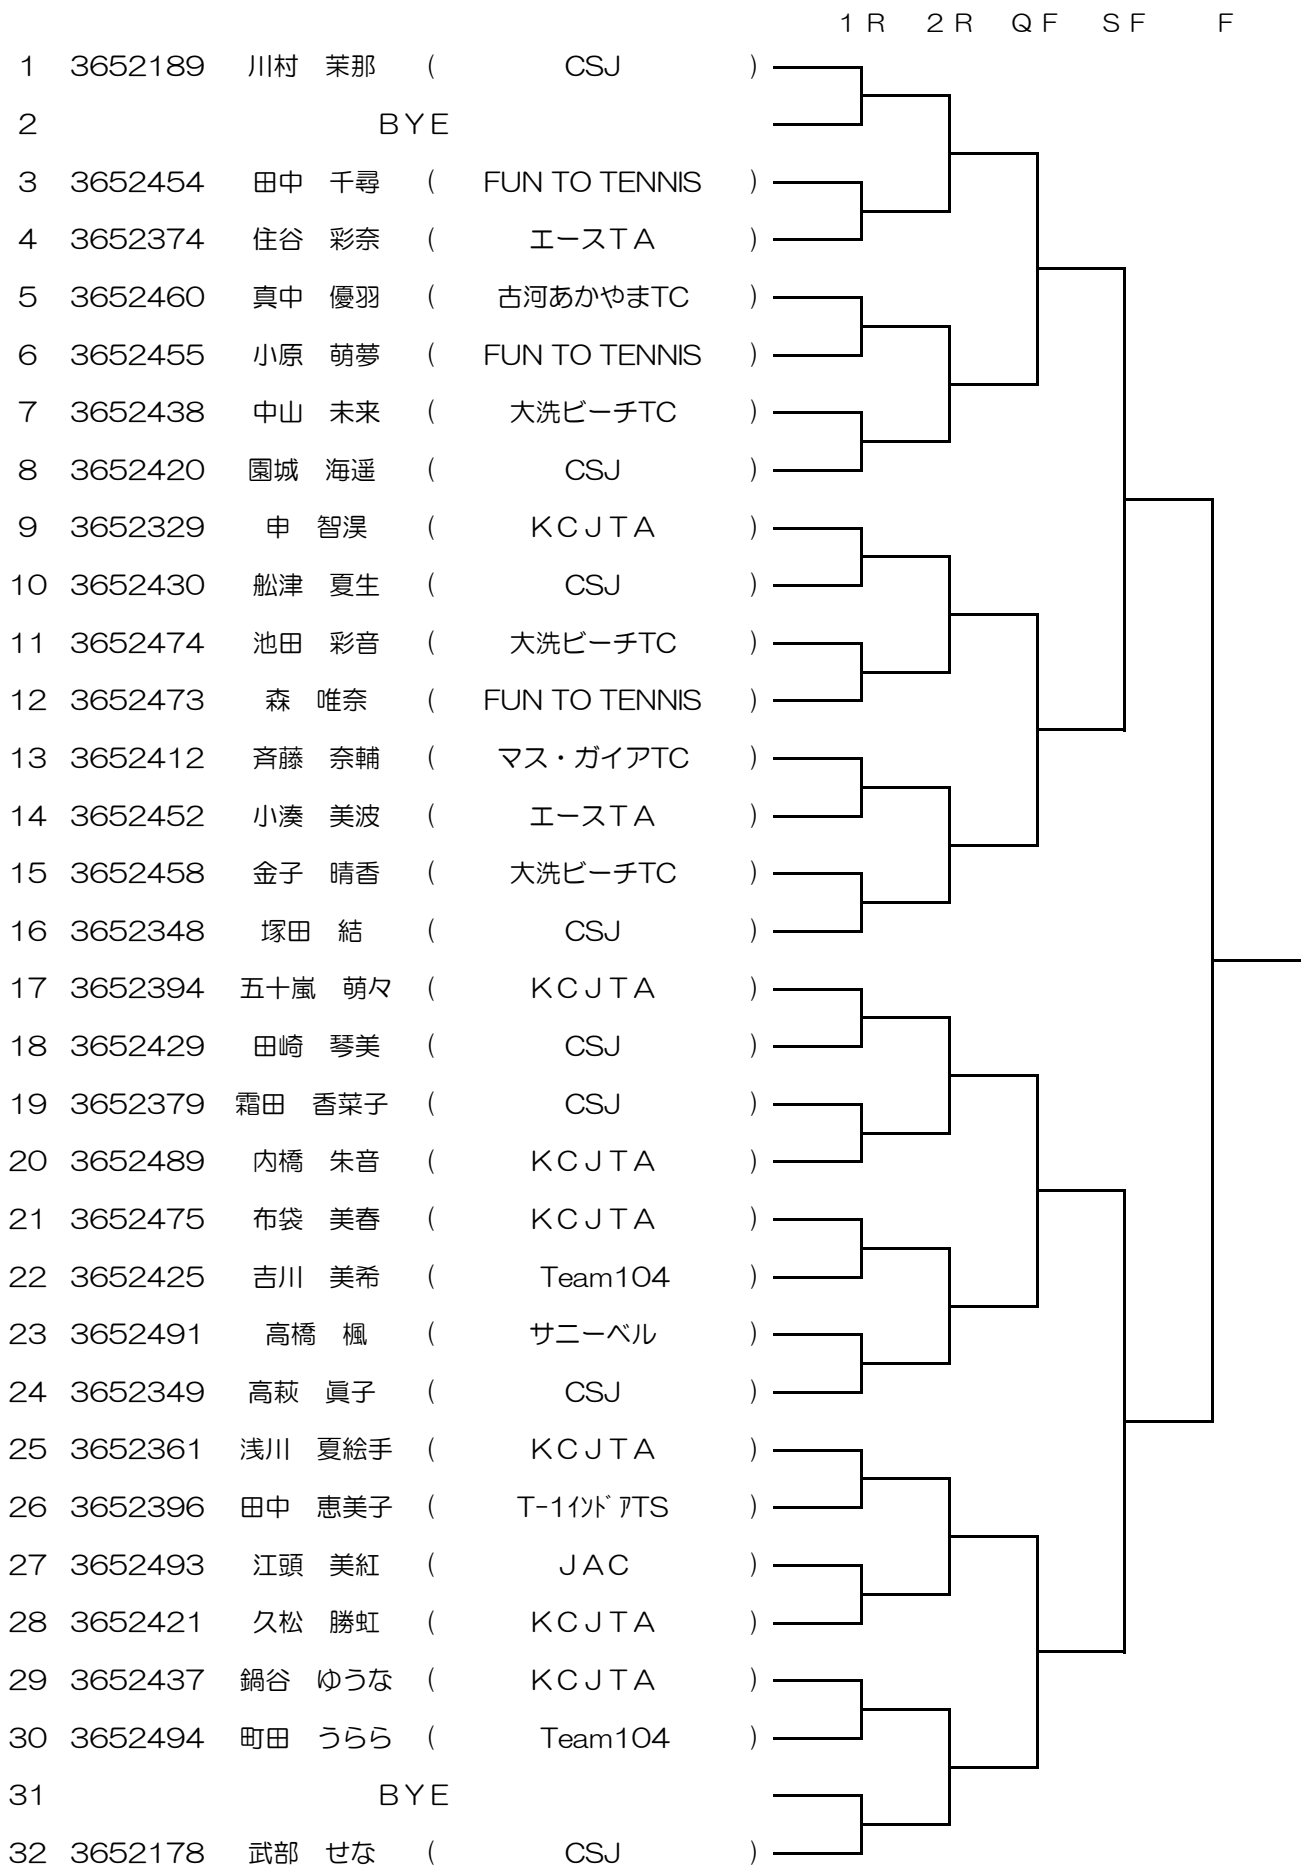 １Ｒ ２Ｒ ＱＦ ＳＦ Ｆ
1 3652189 川村　茉那 ( CSJ )
2 ＢＹＥ
3 3652454 田中　千尋 ( FUN TO TENNIS )
4 3652374 住谷　彩奈 ( エースＴＡ )
5 3652460 真中　優羽 ( 古河あかやまTC )
6 3652455 小原　萌夢 ( FUN TO TENNIS )
7 3652438 中山　未来 ( 大洗ビーチTC )
8 3652420 園城　海遥 ( CSJ )
9 3652329 申　智淏 ( ＫＣＪＴＡ )
10 3652430 舩津　夏生 ( CSJ )
11 3652474 池田　彩音 ( 大洗ビーチTC )
12 3652473 森　唯奈 ( FUN TO TENNIS )
13 3652412 斉藤　奈輔 ( マス・ガイアTC )
14 3652452 小湊　美波 ( エースＴＡ )
15 3652458 金子　晴香 ( 大洗ビーチTC )
16 3652348 塚田　結 ( CSJ )
17 3652394 五十嵐　萌々 ( ＫＣＪＴＡ )
18 3652429 田崎　琴美 ( CSJ )
19 3652379 霜田　香菜子 ( CSJ )
20 3652489 内橋　朱音 ( ＫＣＪＴＡ )
21 3652475 布袋　美春 ( ＫＣＪＴＡ )
22 3652425 吉川　美希 ( Team104 )
23 3652491 高橋　楓 ( サニーベル )
24 3652349 高萩　眞子 ( CSJ )
25 3652361 浅川　夏絵手 ( ＫＣＪＴＡ )
26 3652396 田中　恵美子 ( T-1ｲﾝﾄﾞｱTS )
27 3652493 江頭　美紅 ( ＪＡＣ )
28 3652421 久松　勝虹 ( ＫＣＪＴＡ )
29 3652437 鍋谷　ゆうな ( ＫＣＪＴＡ )
30 3652494 町田　うらら ( Team104 )
31 ＢＹＥ
32 3652178 武部　せな ( CSJ )